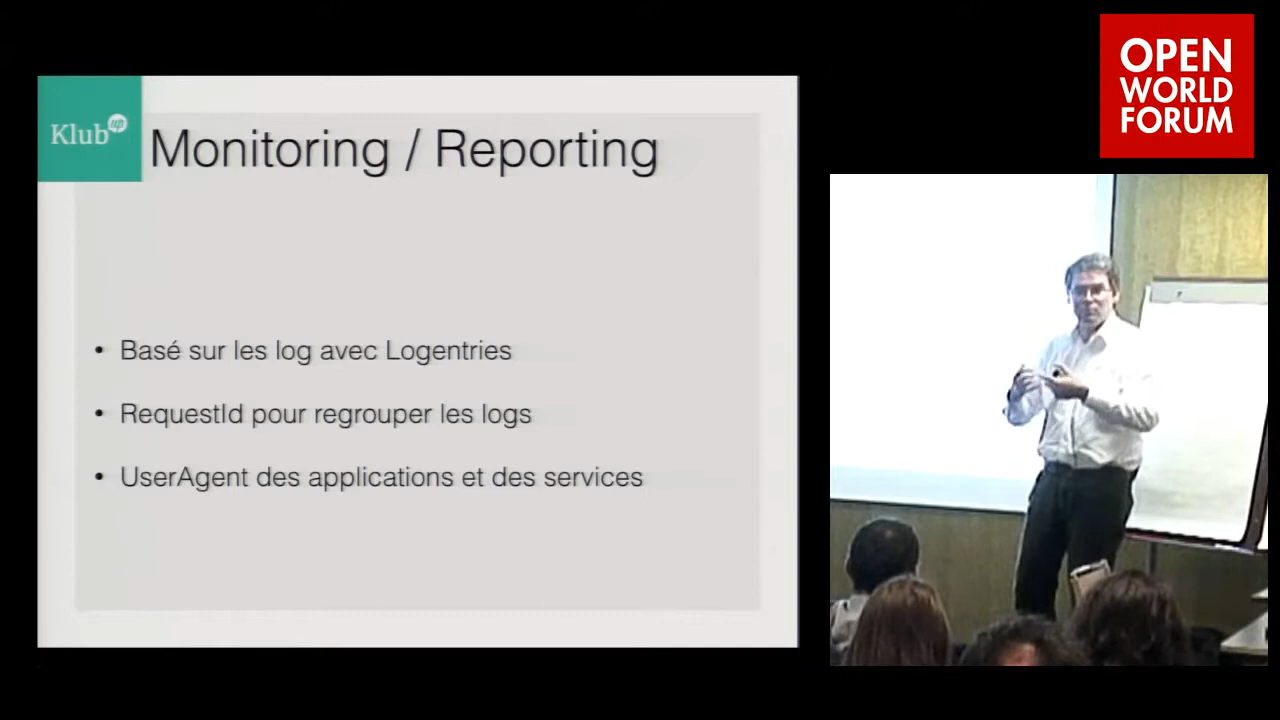 OPEN
WORLD
FORUM
Klub up
Monitoring / Reporting
• Basé sur les log avec Logentries
• RequestId pour regrouper les logs
• UserAgent des applications et des services